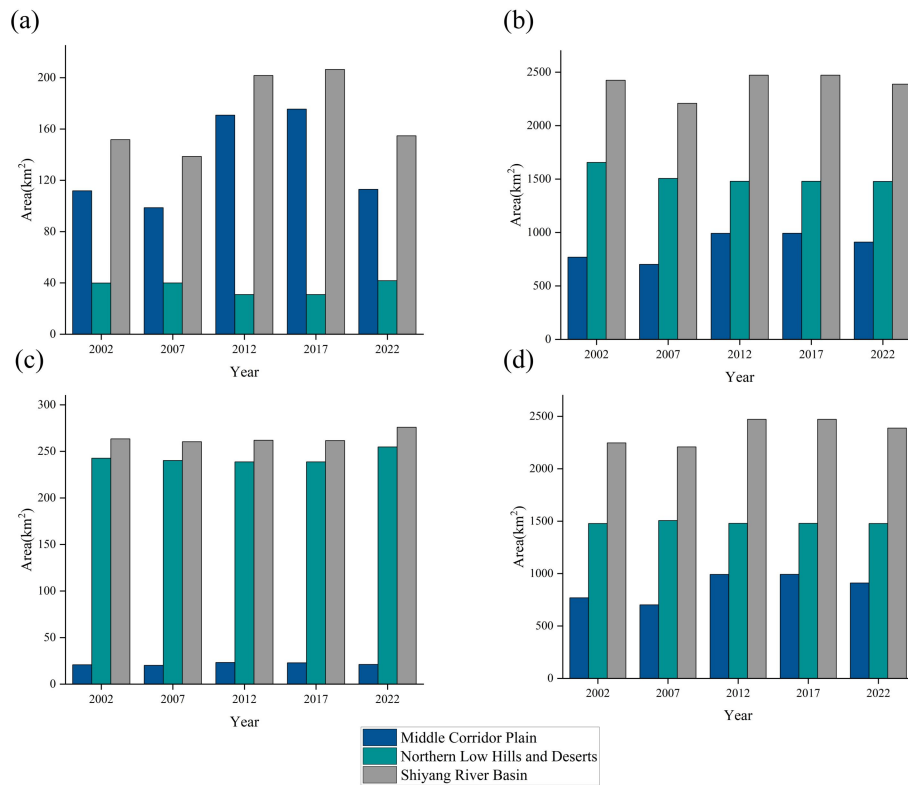 (a)
200
160
120
80
40
0
Area(km²)
2002 2007 2012 2017 2022
Year
(b)
2500
2000
1500
1000
500
0
Area(km²)
2002 2007 2012 2017 2022
Year
(c)
300
250
200
150
100
50
0
Area(km²)
2002 2007 2012 2017 2022
Year
(d)
2500
2000
1500
1000
500
0
Area(km²)
2002 2007 2012 2017 2022
Year
Middle Corridor Plain
Northern Low Hills and Deserts
Shiyang River Basin